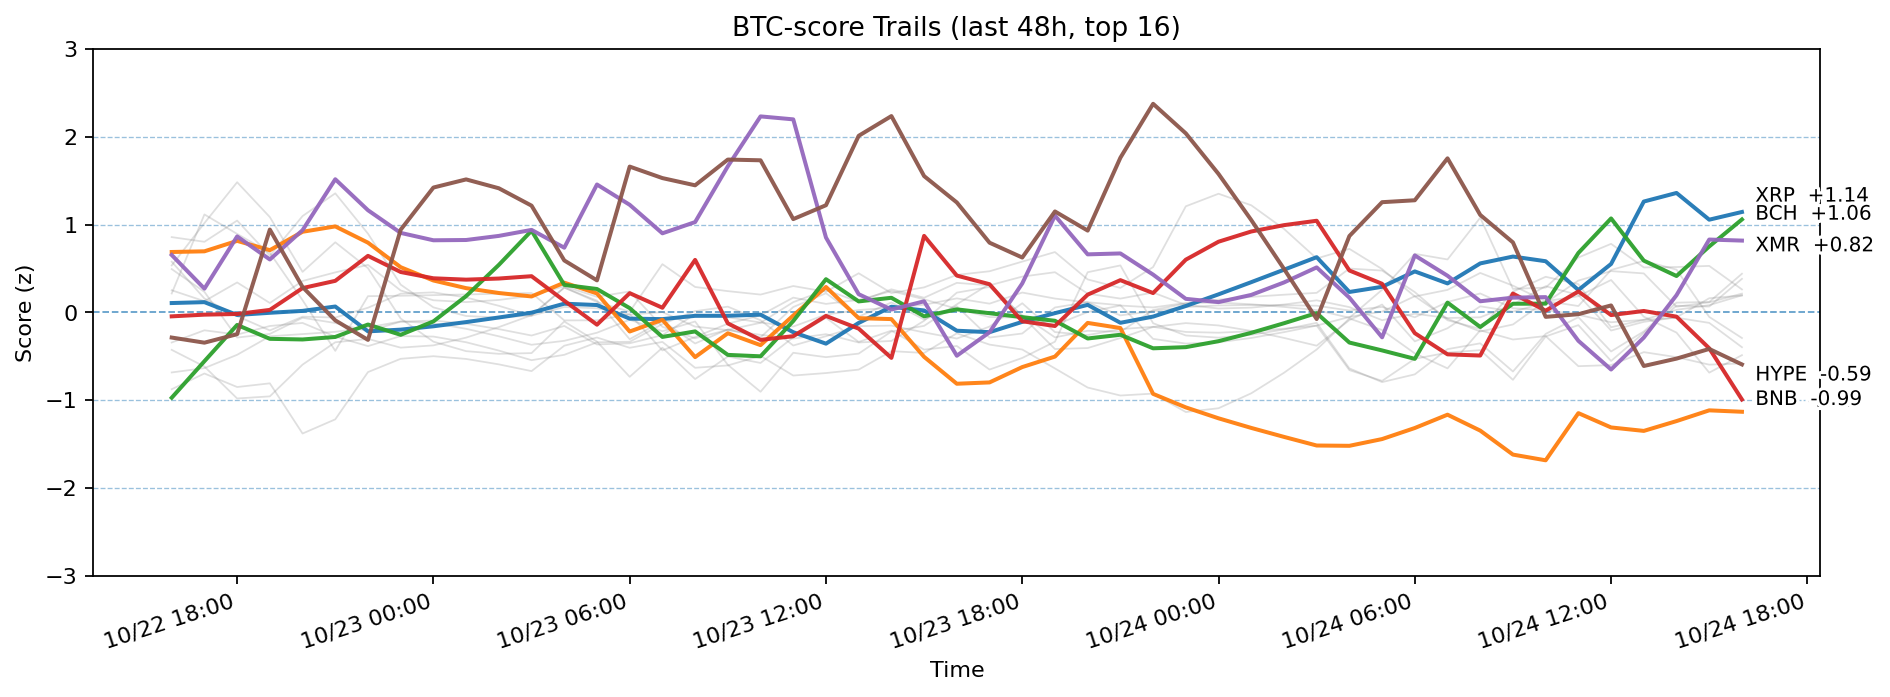 BTC-score Trails (last 48h, top 16)
Score (z)
3
2
1
0
−1
−2
−3
XRP +1.14
BCH +1.06
XMR +0.82
HYPE -0.59
BNB -0.99
10/22 18:00
10/23 00:00
10/23 06:00
10/23 12:00
10/23 18:00
10/24 00:00
10/24 06:00
10/24 12:00
10/24 18:00
Time